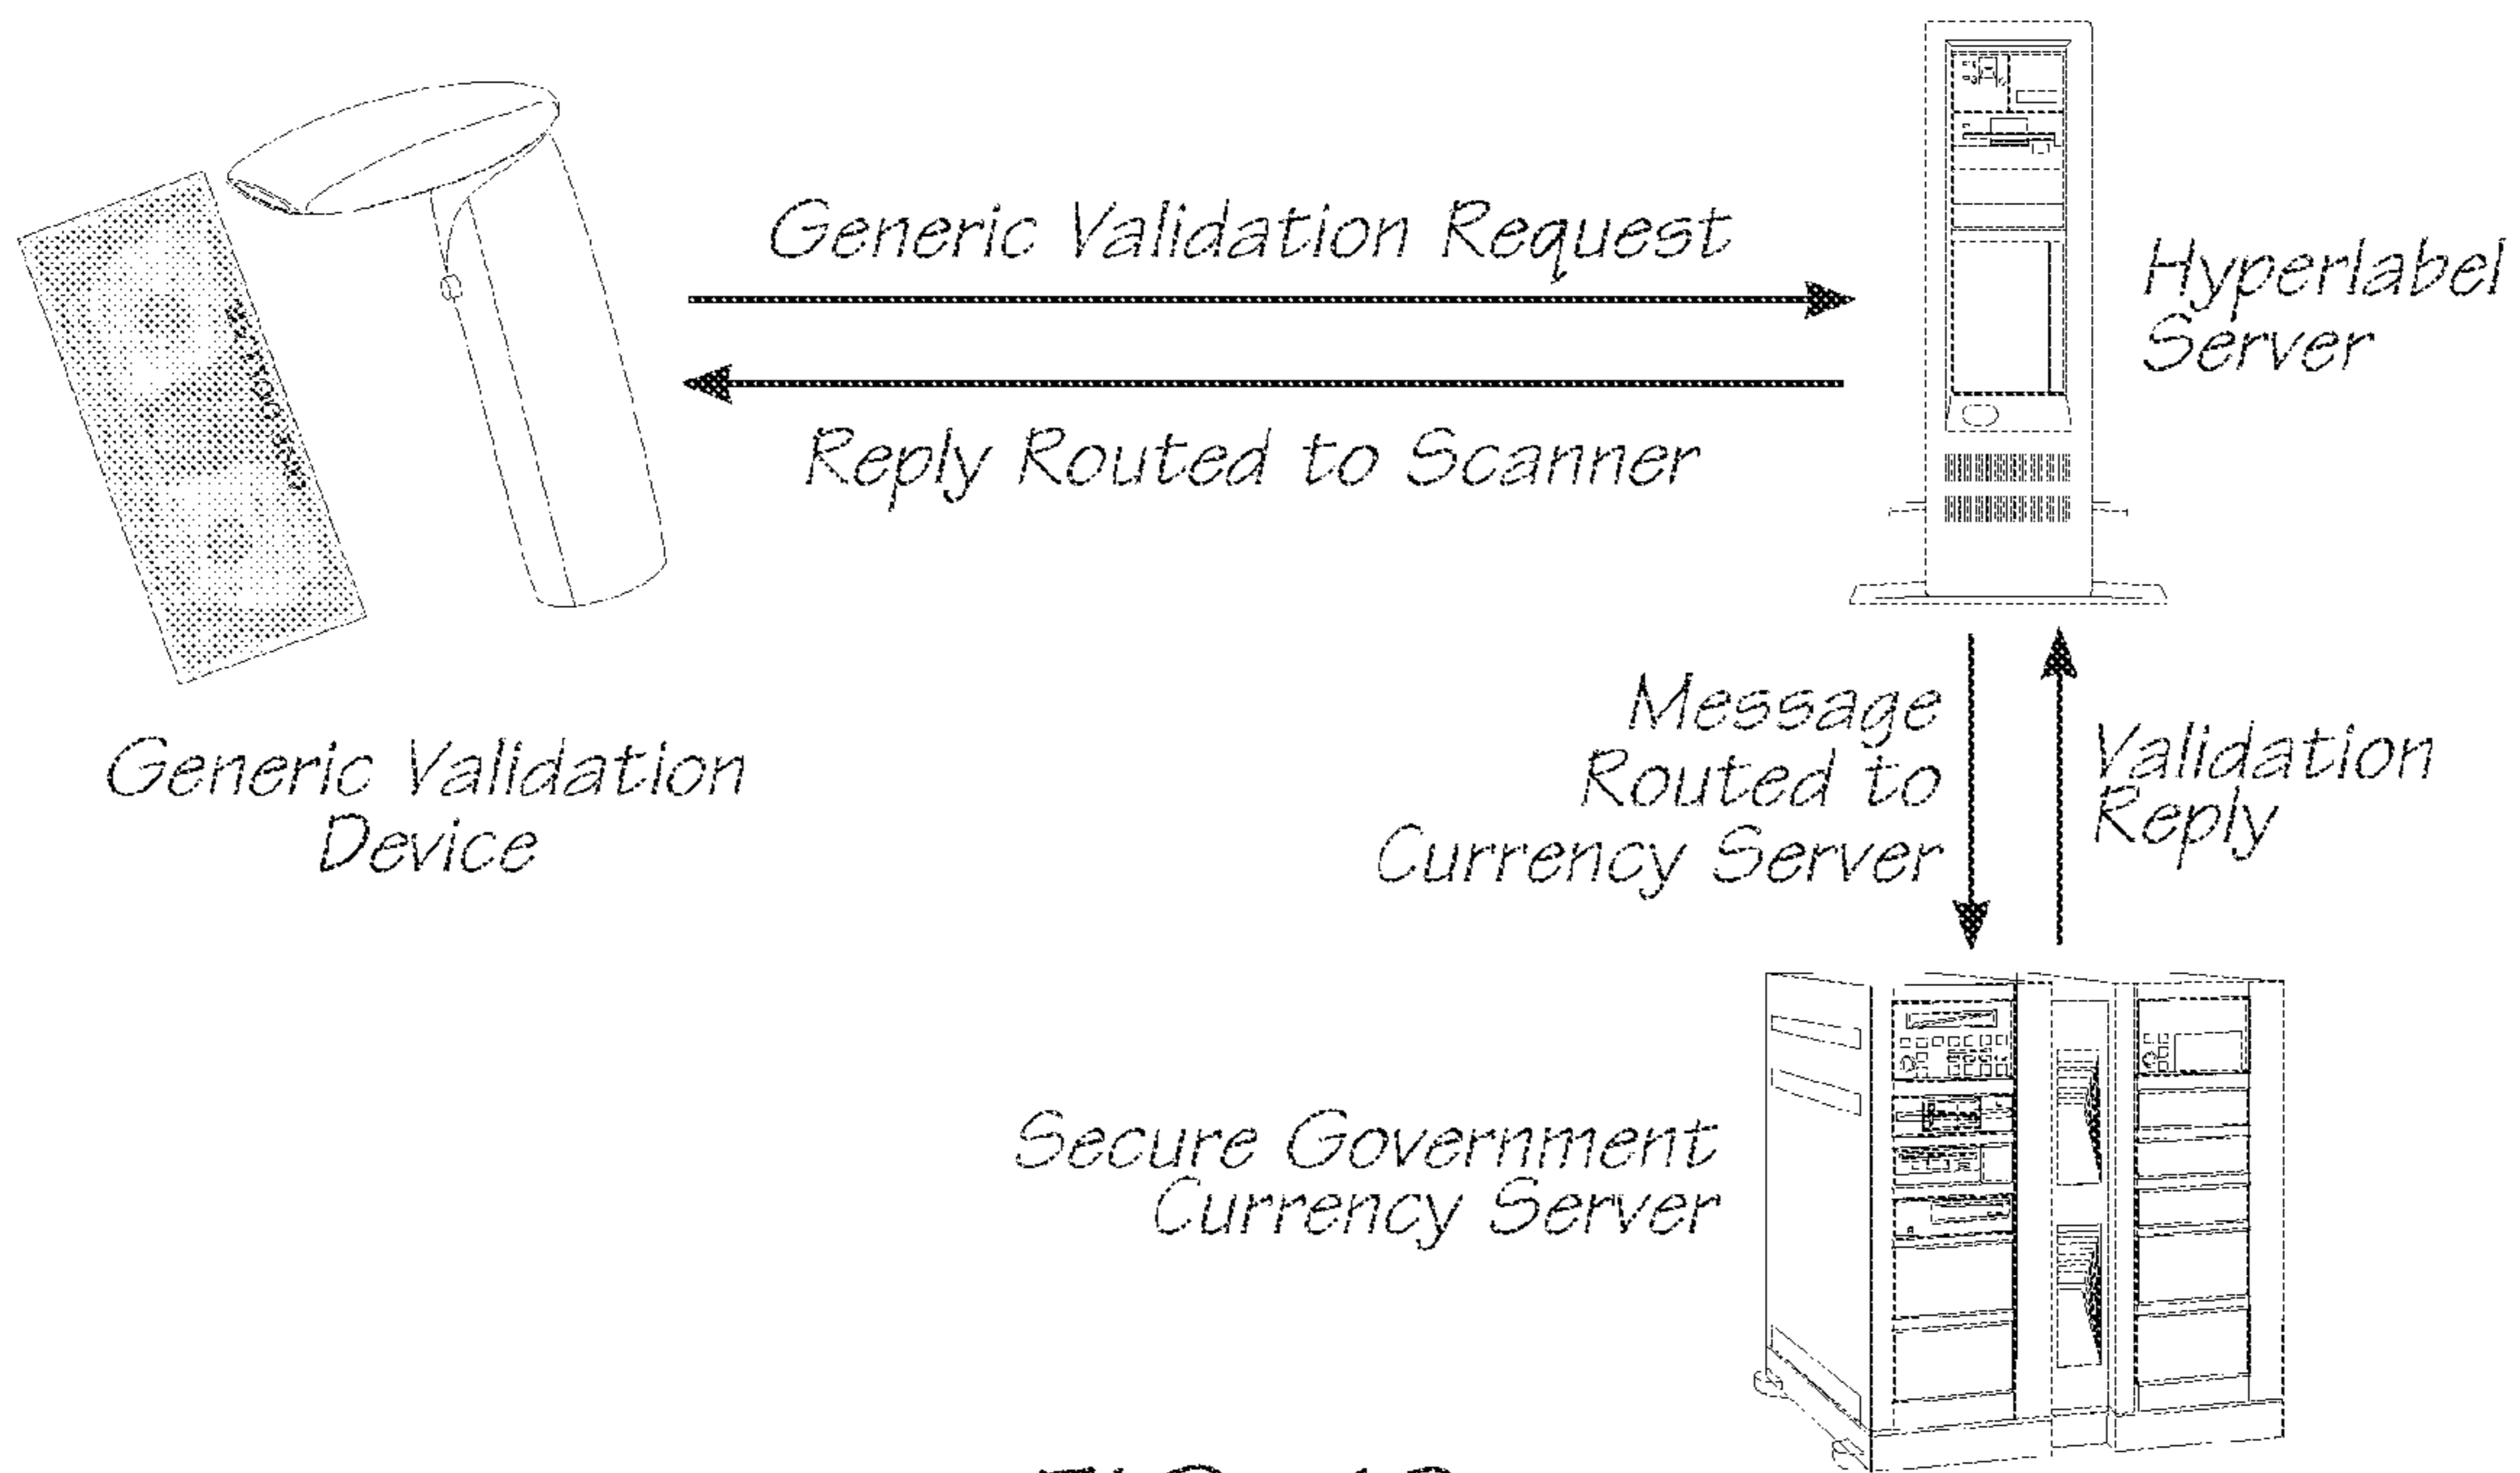 Generic Validation Request
Hyperlabel
Server
Reply Routed to Scanner
Message
Routed to
Currency Server
Validation
Reply
Generic Validation
Device
Secure Government
Currency Server